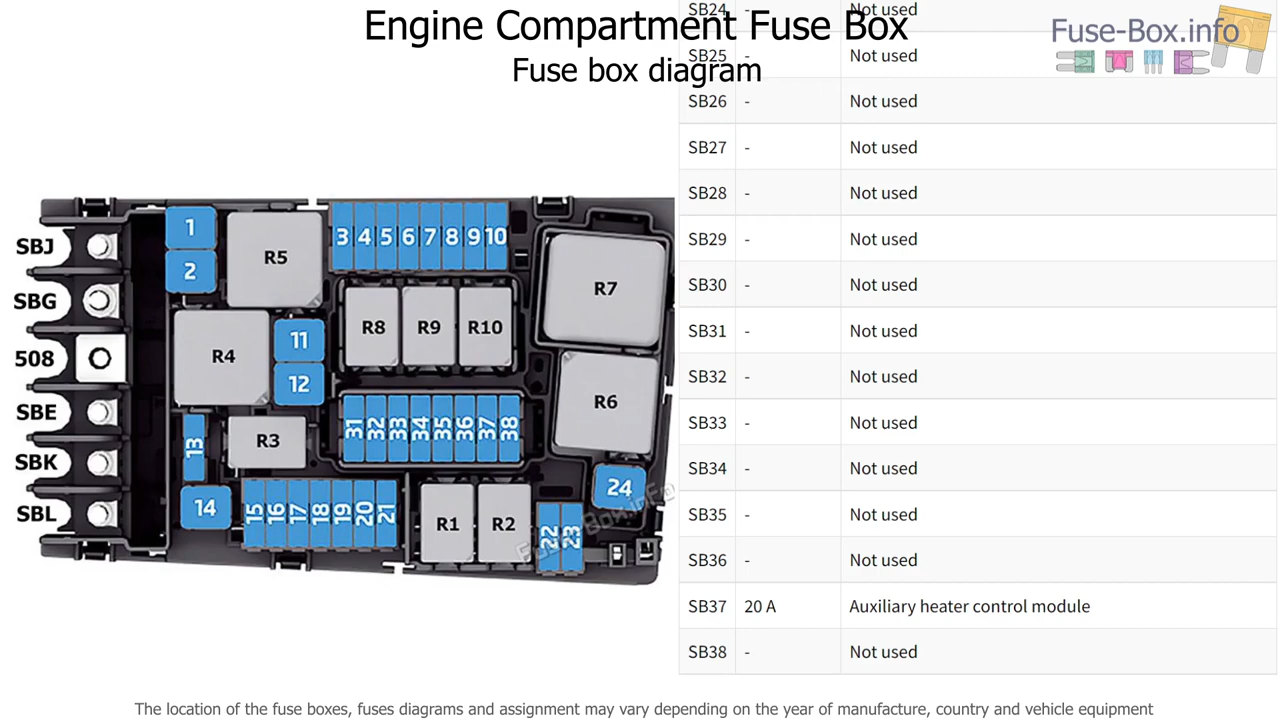 Engine Compartment Fuse Box
Fuse box diagram
Fuse-Box.info
SB24 - Not used
SB25 - Not used
SB26 - Not used
SB27 - Not used
SB28 - Not used
SB29 - Not used
SB30 - Not used
SB31 - Not used
SB32 - Not used
SB33 - Not used
SB34 - Not used
SB35 - Not used
SB36 - Not used
SB37 20 A Auxiliary heater control module
SB38 - Not used
SBJ
SBG
508
SBE
SBK
SBL
1
2
R5
3 4 5 6 7 8 9 10
R7
R4
11
12
R8 R9 R10
R6
13
R3
31 32 33 34 35 36 37 38
14
15 16 17 18 19 20 21
R1 R2
22 23
24
Fuse-Box.inFo
The location of the fuse boxes, fuses diagrams and assignment may vary depending on the year of manufacture, country and vehicle equipment